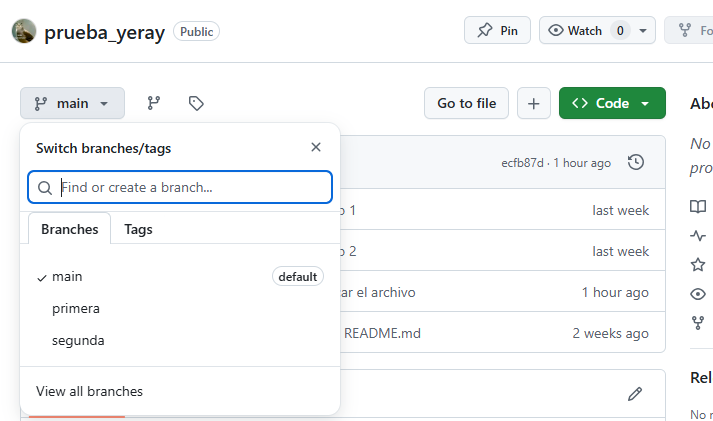 prueba_yeray Public
Pin
Watch 0
Fo
main
Go to file
Code
Abo
Switch branches/tags
Find or create a branch...
Branches Tags
main default
primera
segunda
View all branches
ecfb87d · 1 hour ago
o 1 last week
o 2 last week
ar el archivo 1 hour ago
README.md 2 weeks ago
No
pro
Rel
No r